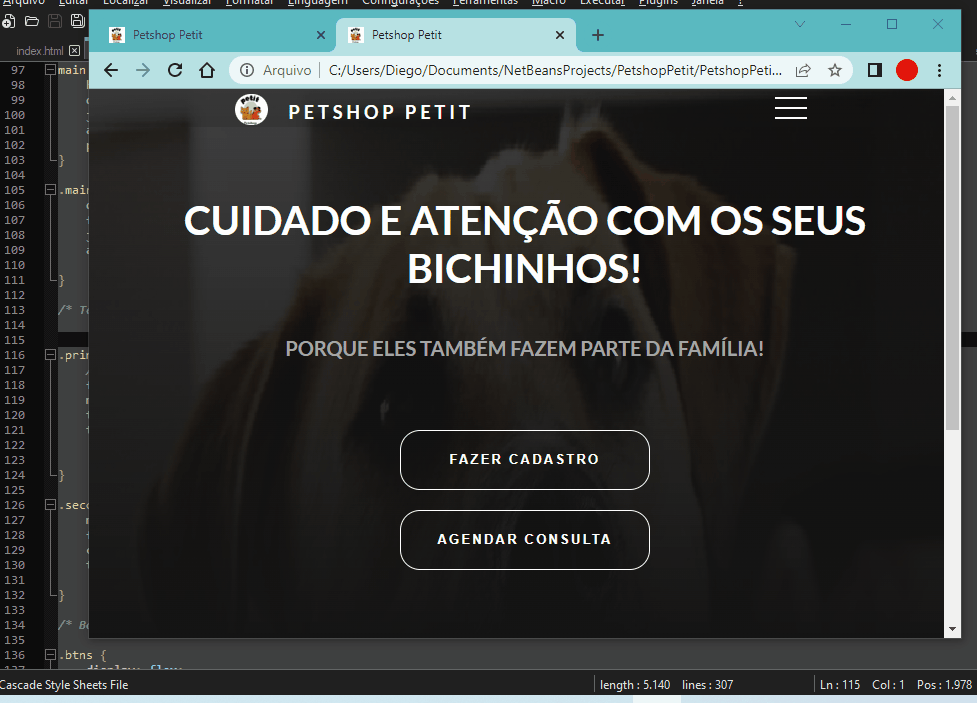 Arquivo Editar Localizar Visualizar Formatar Linguagem Configurações Ferramentas Macro Executar Plugins Janela ?
Petshop Petit
Petshop Petit
index.html
Arquivo
C:/Users/Diego/Documents/NetBeansProjects/PetshopPetit/PetshopPeti...
Petit
PETSHOP PETIT
CUIDADO E ATENÇÃO COM OS SEUS
BICHINHOS!
PORQUE ELES TAMBÉM FAZEM PARTE DA FAMÍLIA!
FAZER CADASTRO
AGENDAR CONSULTA
97 main
98
99
100
101
102
103 }
104
105 .main
106
107
108
109
110
111 }
112
113 /* T
114
115
116 .prin
117
118
119
120
121
122
123
124 }
125
126 .seco
127
128
129
130
131
132 }
133
134 /* B
135
136 .btns {
137 display: flex
Cascade Style Sheets File
length : 5.140 lines : 307
Ln : 115 Col : 1 Pos : 1.978